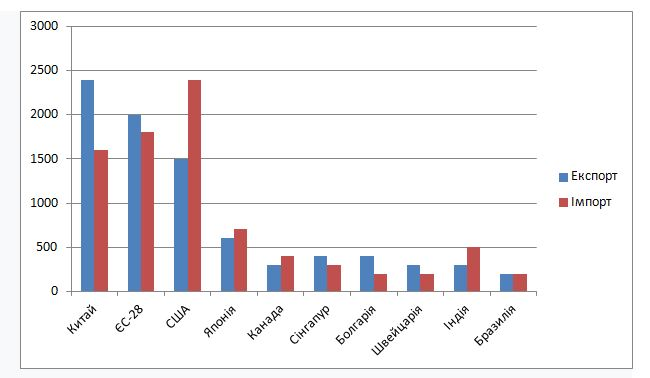 3000
2500
2000
1500
1000
500
0
Китай
ЄС-28
США
Японія
Канада
Сінгапур
Болгарія
Швейцарія
Індія
Бразилія
Експорт
Імпорт